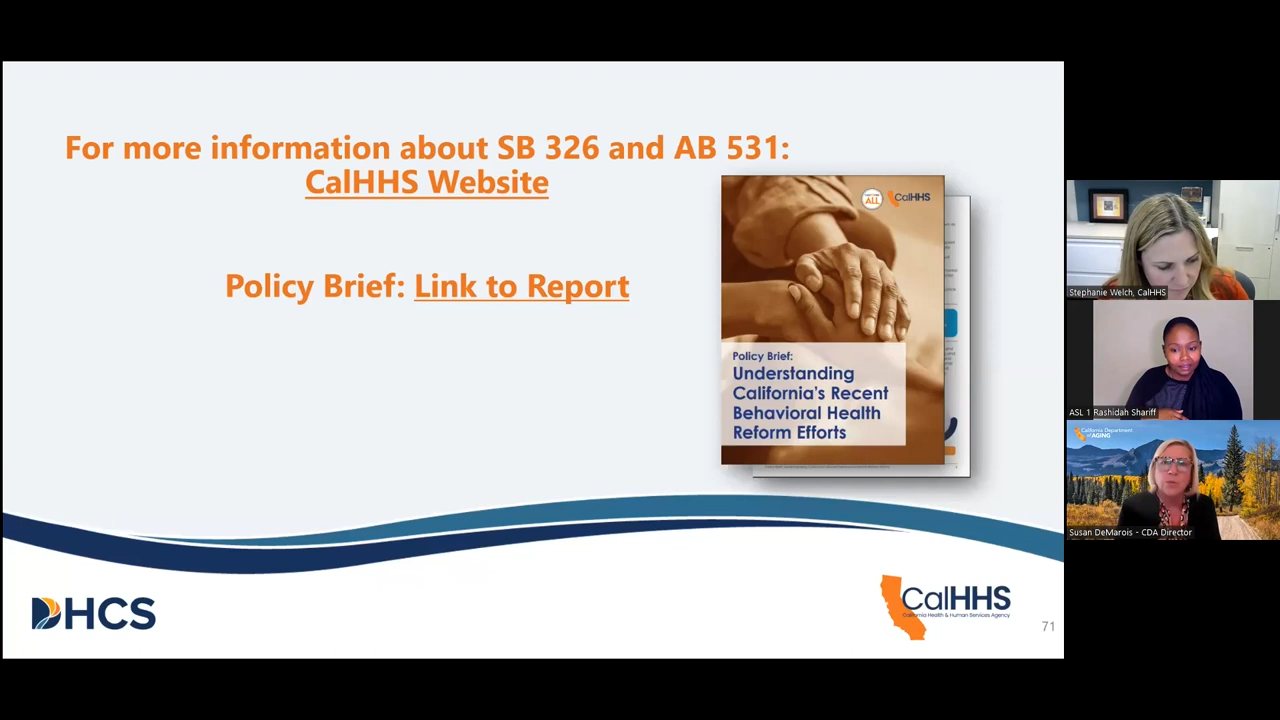 For more information about SB 326 and AB 531:
CalHHS Website
Policy Brief: Link to Report
ALL
CalHHS
Policy Brief:
Understanding
California's Recent
Behavioral Health
Reform Efforts
DHCS
CalHHS
California Health & Human Services Agency
71
Stephanie Welch, CalHHS
ASL 1 Rashidah Shariff
California Department
of AGING
Susan DeMarois - CDA Director